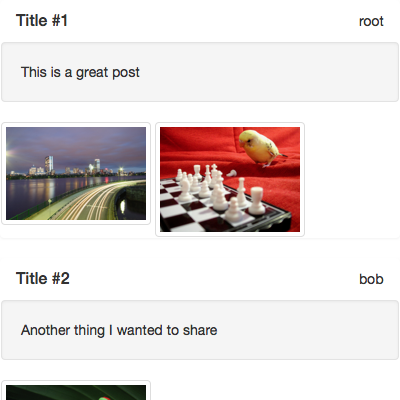 Title #1
root
This is a great post
Title #2
bob
Another thing I wanted to share